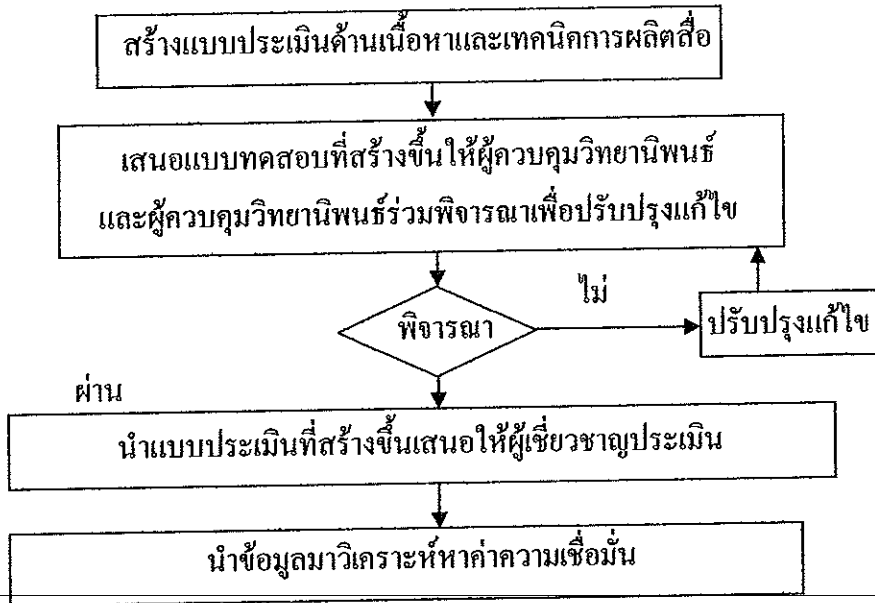 สร้างแบบประเมินด้านเนื้อหาและเทคนิคการผลิตสื่อ
เสนอแบบทดสอบที่สร้างขึ้นให้ผู้ควบคุมวิทยานิพนธ์
และผู้ควบคุมวิทยานิพนธ์ร่วมพิจารณาเพื่อปรับปรุงแก้ไข
ไม่
พิจารณา
ปรับปรุงแก้ไข
ผ่าน
นำแบบประเมินที่สร้างขึ้นเสนอให้ผู้เชี่ยวชาญประเมิน
นำข้อมูลมาวิเคราะห์หาค่าความเชื่อมั่น